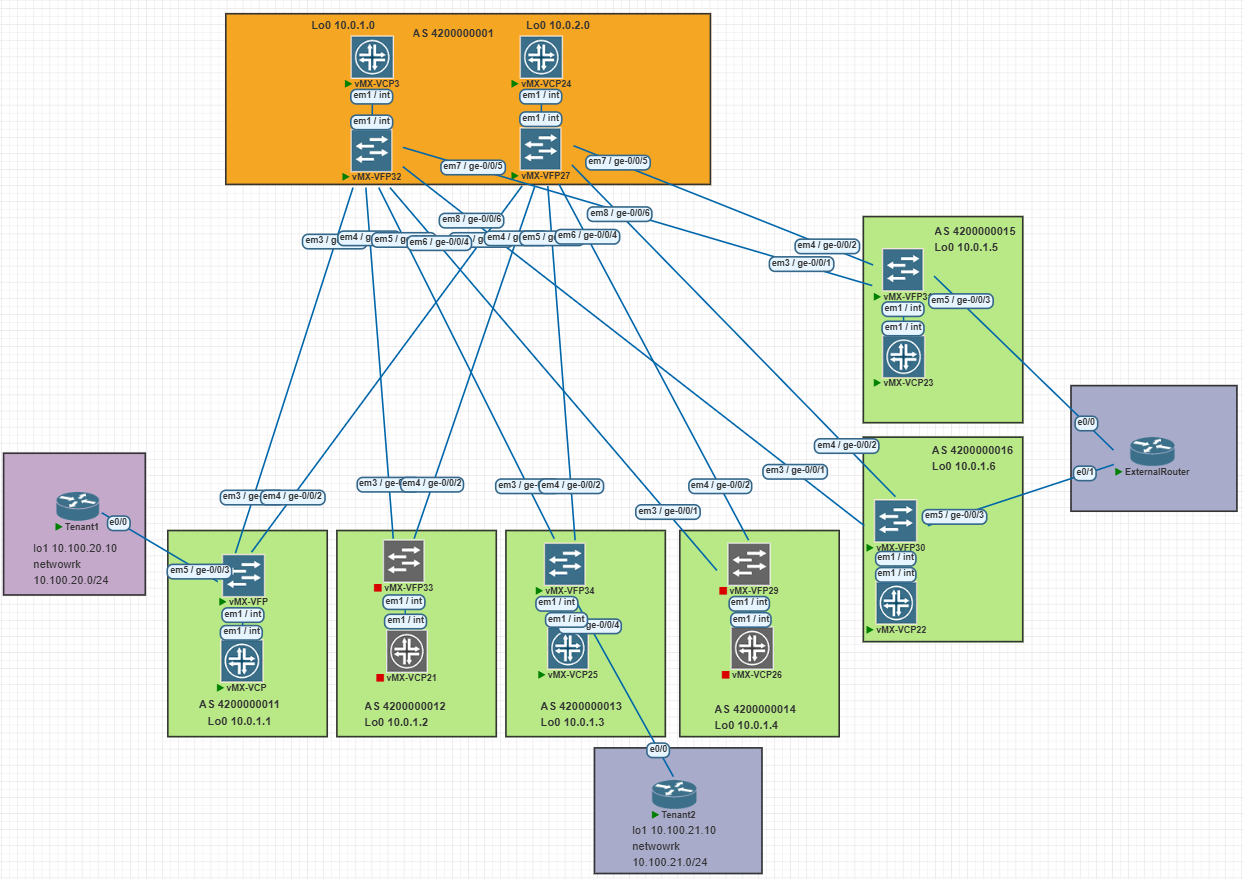 Lo0 10.0.1.0
Lo0 10.0.2.0
AS 4200000001
vMX-VCP3
vMX-VCP24
em1 / int
em1 / int
em1 / int
em1 / int
vMX-VFP32
vMX-VFP27
em7 / ge-0/0/5
em7 / ge-0/0/5
em8 / ge-0/0/6
em8 / ge-0/0/6
em3 /
em4 /
em5 /
em6 / ge-0/0/4
em4 /
em5 /
em6 / ge-0/0/4
em4 / ge-0/0/2
em3 / ge-0/0/1
AS 4200000015
Lo0 10.0.1.5
em5 / ge-0/0/3
em1 / int
em1 / int
vMX-VCP23
e0/0
ExternalRouter
e0/1
em4 / ge-0/0/2
em3 / ge-0/0/1
AS 4200000016
Lo0 10.0.1.6
em5 / ge-0/0/3
vMX-VFP30
em1 / int
em1 / int
vMX-VCP22
em3 /
em4 / ge-0/0/2
em3 /
em4 / ge-0/0/2
em3 /
em4 / ge-0/0/2
em4 / ge-0/0/2
em3 / ge-0/0/1
Tenant1
e0/0
lo1 10.100.20.10
netwowrk
10.100.20.0/24
em5 / ge-0/0/3
vMX-VFP
em1 / int
em1 / int
vMX-VCP
AS 4200000011
Lo0 10.0.1.1
vMX-VFP33
em1 / int
em1 / int
vMX-VCP21
AS 4200000012
Lo0 10.0.1.2
vMX-VFP34
em1 / int
em1 / int
ge-0/0/4
vMX-VCP25
AS 4200000013
Lo0 10.0.1.3
vMX-VFP29
em1 / int
em1 / int
vMX-VCP26
AS 4200000014
Lo0 10.0.1.4
e0/0
Tenant2
lo1 10.100.21.10
netwowrk
10.100.21.0/24